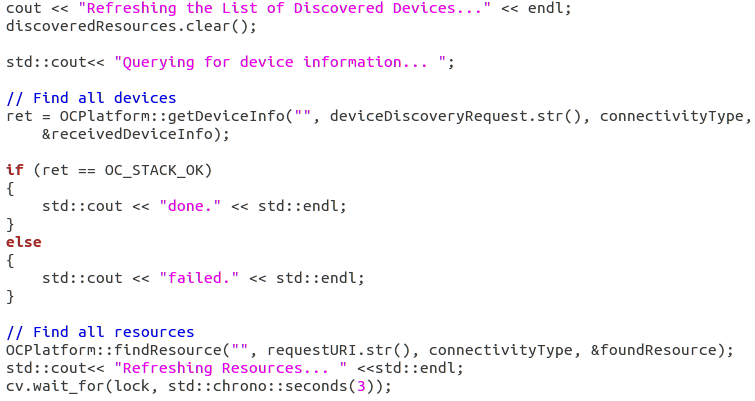 cout << "Refreshing the List of Discovered Devices..." << endl;
discoveredResources.clear();
std::cout<< "Querying for device information... ";
// Find all devices
ret = OCPlatform::getDeviceInfo("", deviceDiscoveryRequest.str(), connectivityType,
    &receivedDeviceInfo);
if (ret == OC_STACK_OK)
{
    std::cout << "done." << std::endl;
}
else
{
    std::cout << "failed." << std::endl;
}
// Find all resources
OCPlatform::findResource("", requestURI.str(), connectivityType, &foundResource);
std::cout<< "Refreshing Resources... " <<std::endl;
cv.wait_for(lock, std::chrono::seconds(3));